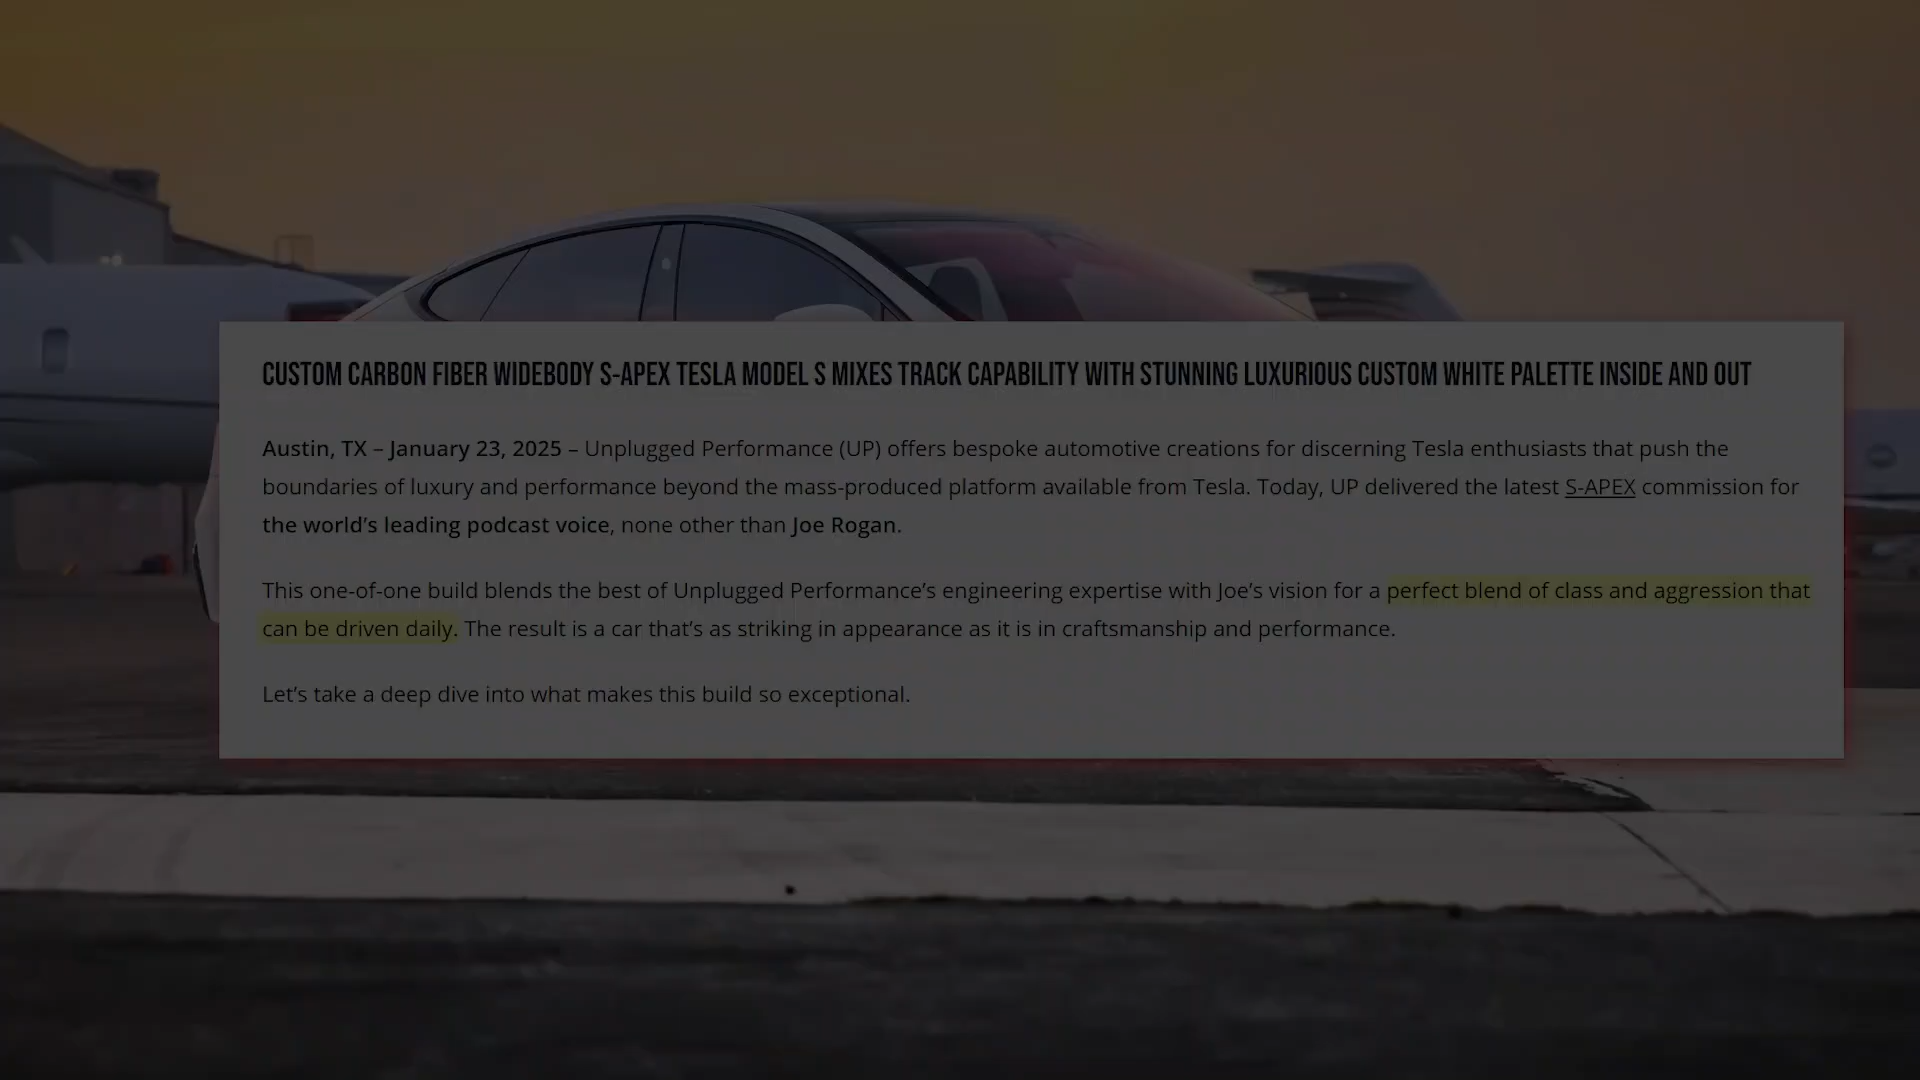 CUSTOM CARBON FIBER WIDEBODY S-APEX TESLA MODEL S MIXES TRACK CAPABILITY WITH STUNNING LUXURIOUS CUSTOM WHITE PALETTE INSIDE AND OUT
Austin, TX – January 23, 2025 – Unplugged Performance (UP) offers bespoke automotive creations for discerning Tesla enthusiasts that push the
boundaries of luxury and performance beyond the mass-produced platform available from Tesla. Today, UP delivered the latest S-APEX commission for
the world’s leading podcast voice, none other than Joe Rogan.
This one-of-one build blends the best of Unplugged Performance’s engineering expertise with Joe’s vision for a perfect blend of class and aggression that
can be driven daily. The result is a car that’s as striking in appearance as it is in craftsmanship and performance.
Let’s take a deep dive into what makes this build so exceptional.